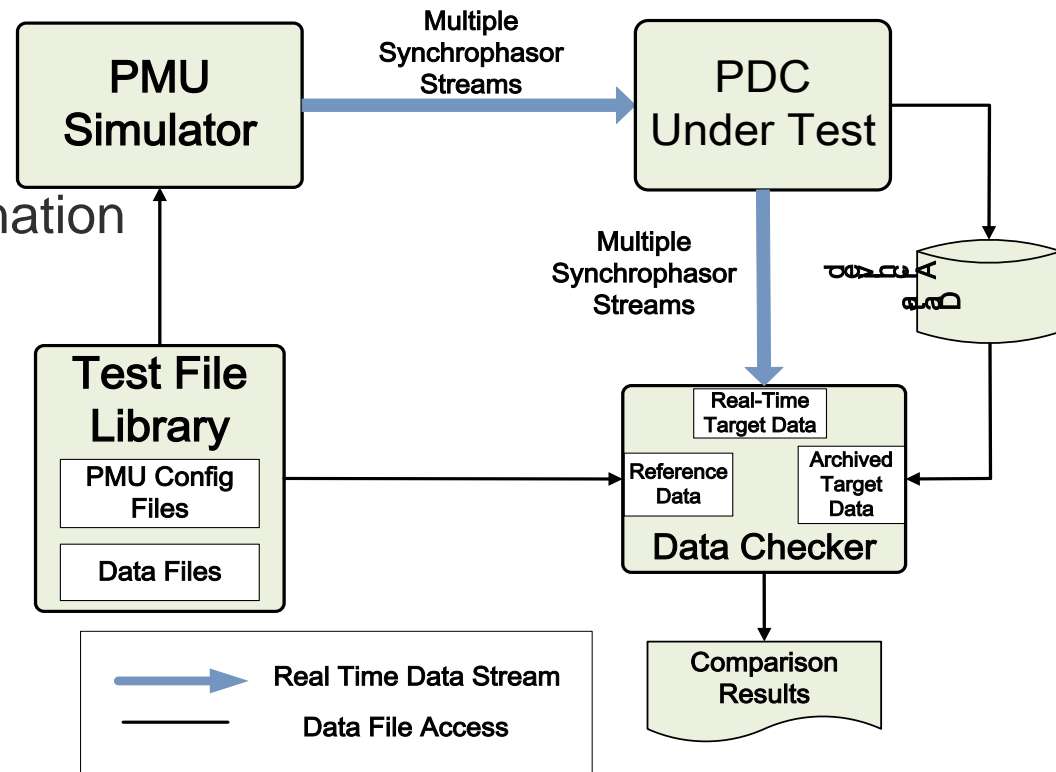 Multiple
Synchrophasor
Streams
PMU
Simulator
PDC
Under Test
nation
Multiple
Synchrophasor
Streams
Test File
Library
PMU Config
Files
Data Files
Real-Time
Target Data
Reference
Data
Archived
Target
Data
Data Checker
Real Time Data Stream
Data File Access
Comparison
Results